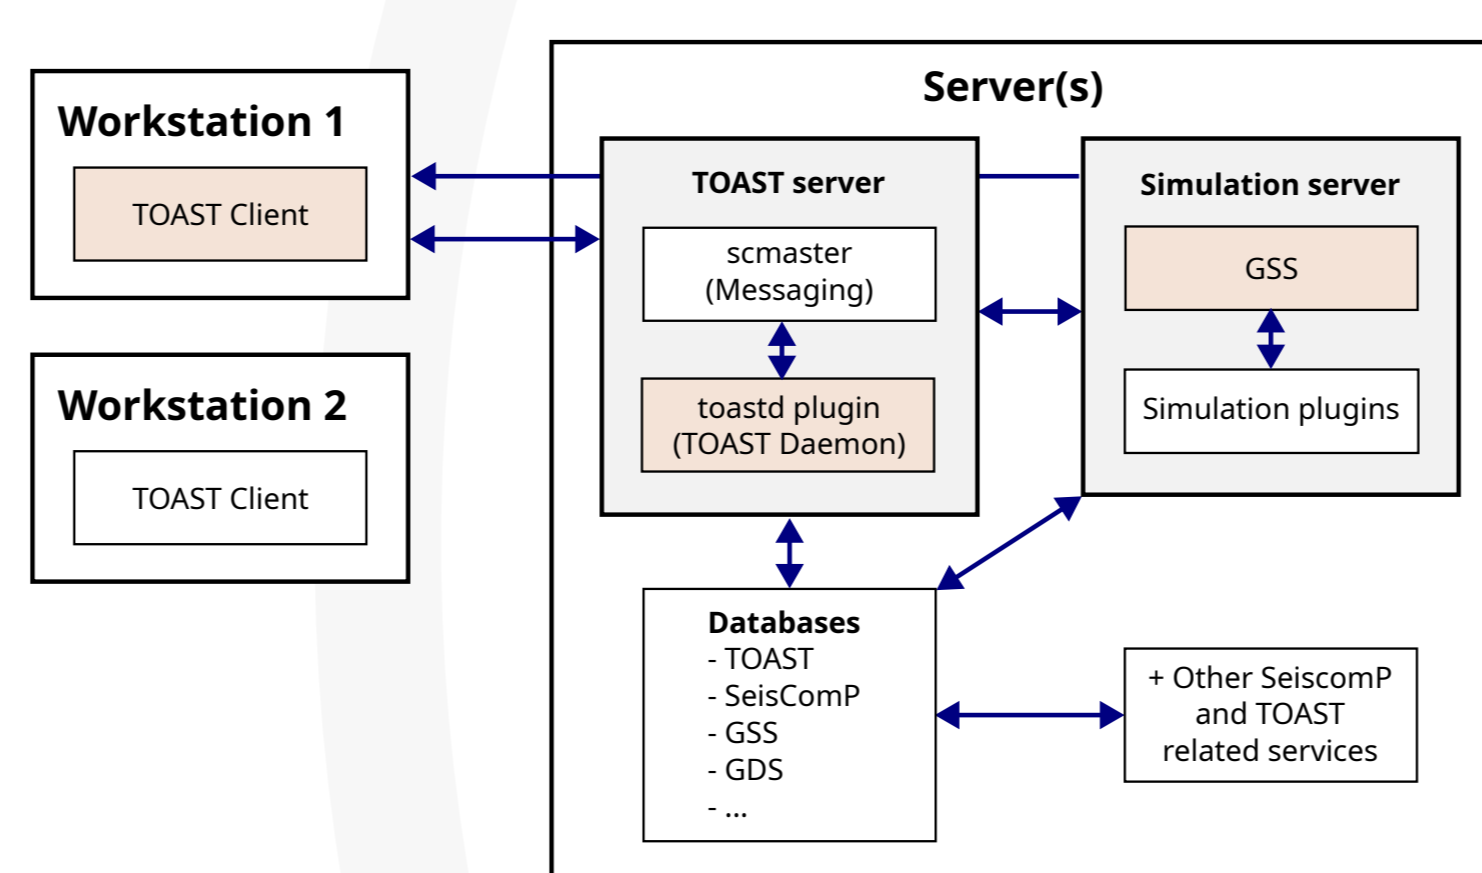 Workstation 1
TOAST Client
Workstation 2
TOAST Client
Server(s)
TOAST server
scmaster
(Messaging)
toastd plugin
(TOAST Daemon)
Simulation server
GSS
Simulation plugins
Databases
- TOAST
- SeisComP
- GSS
- GDS
- ...
+ Other SeiscomP
and TOAST
related services